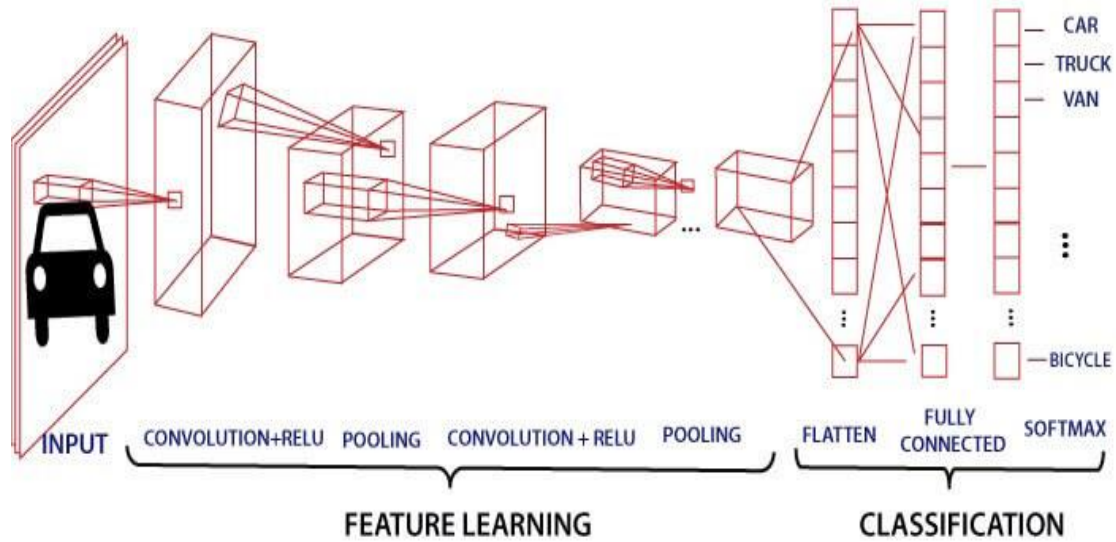 CAR
TRUCK
VAN
...
...
...
...
...
BICYCLE
INPUT
CONVOLUTION+RELU
POOLING
CONVOLUTION + RELU
POOLING
FLATTEN
FULLY
CONNECTED
SOFTMAX
FEATURE LEARNING
CLASSIFICATION